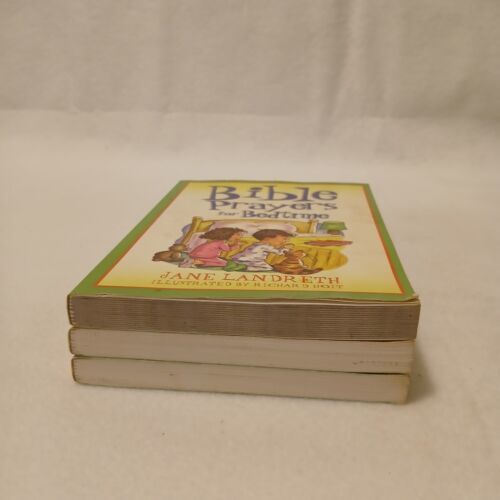 Bible
Prayers
for Bedtime
JANE LANDRETH
ILLUSTRATED BY RICHARD HOIT